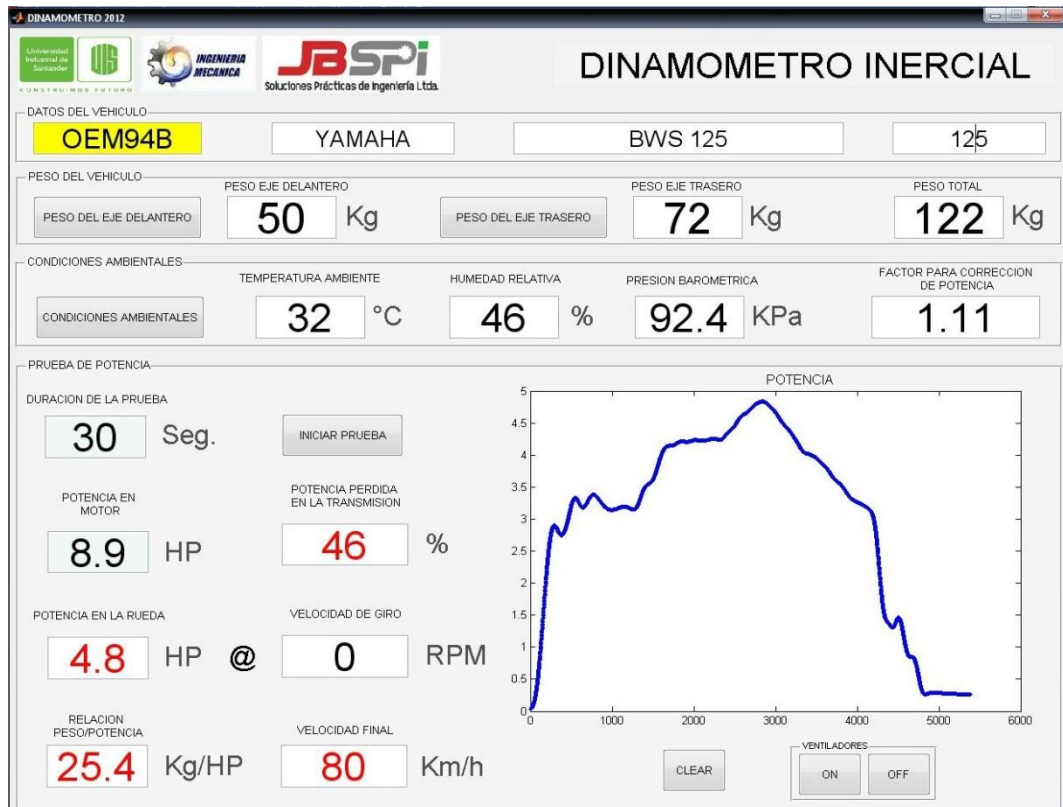 DINAMOMETRO 2012
Universidad
Industrial de
Santander
UIS
CONSTRUIMOS FUTURO
INGENIERIA
MECANICA
JBSPi
Soluciones Prácticas de Ingeniería Ltda.
DINAMOMETRO INERCIAL
DATOS DEL VEHICULO
OEM94B YAMAHA BWS 125 125
PESO DEL VEHICULO
PESO EJE DELANTERO PESO EJE TRASERO PESO TOTAL
PESO DEL EJE DELANTERO 50 Kg PESO DEL EJE TRASERO 72 Kg 122 Kg
CONDICIONES AMBIENTALES
TEMPERATURA AMBIENTE HUMEDAD RELATIVA PRESION BAROMETRICA FACTOR PARA CORRECCION
DE POTENCIA
CONDICIONES AMBIENTALES 32 °C 46 % 92.4 KPa 1.11
PRUEBA DE POTENCIA
DURACION DE LA PRUEBA
30 Seg. INICIAR PRUEBA
POTENCIA EN
MOTOR
8.9 HP
POTENCIA PERDIDA
EN LA TRANSMISION
46 %
POTENCIA EN LA RUEDA VELOCIDAD DE GIRO
4.8 HP @ 0 RPM
RELACION
PESO/POTENCIA
25.4 Kg/HP
VELOCIDAD FINAL
80 Km/h
POTENCIA
5
4.5
4
3.5
3
2.5
2
1.5
1
0.5
0
0 1000 2000 3000 4000 5000 6000
CLEAR
VENTILADORES
ON OFF